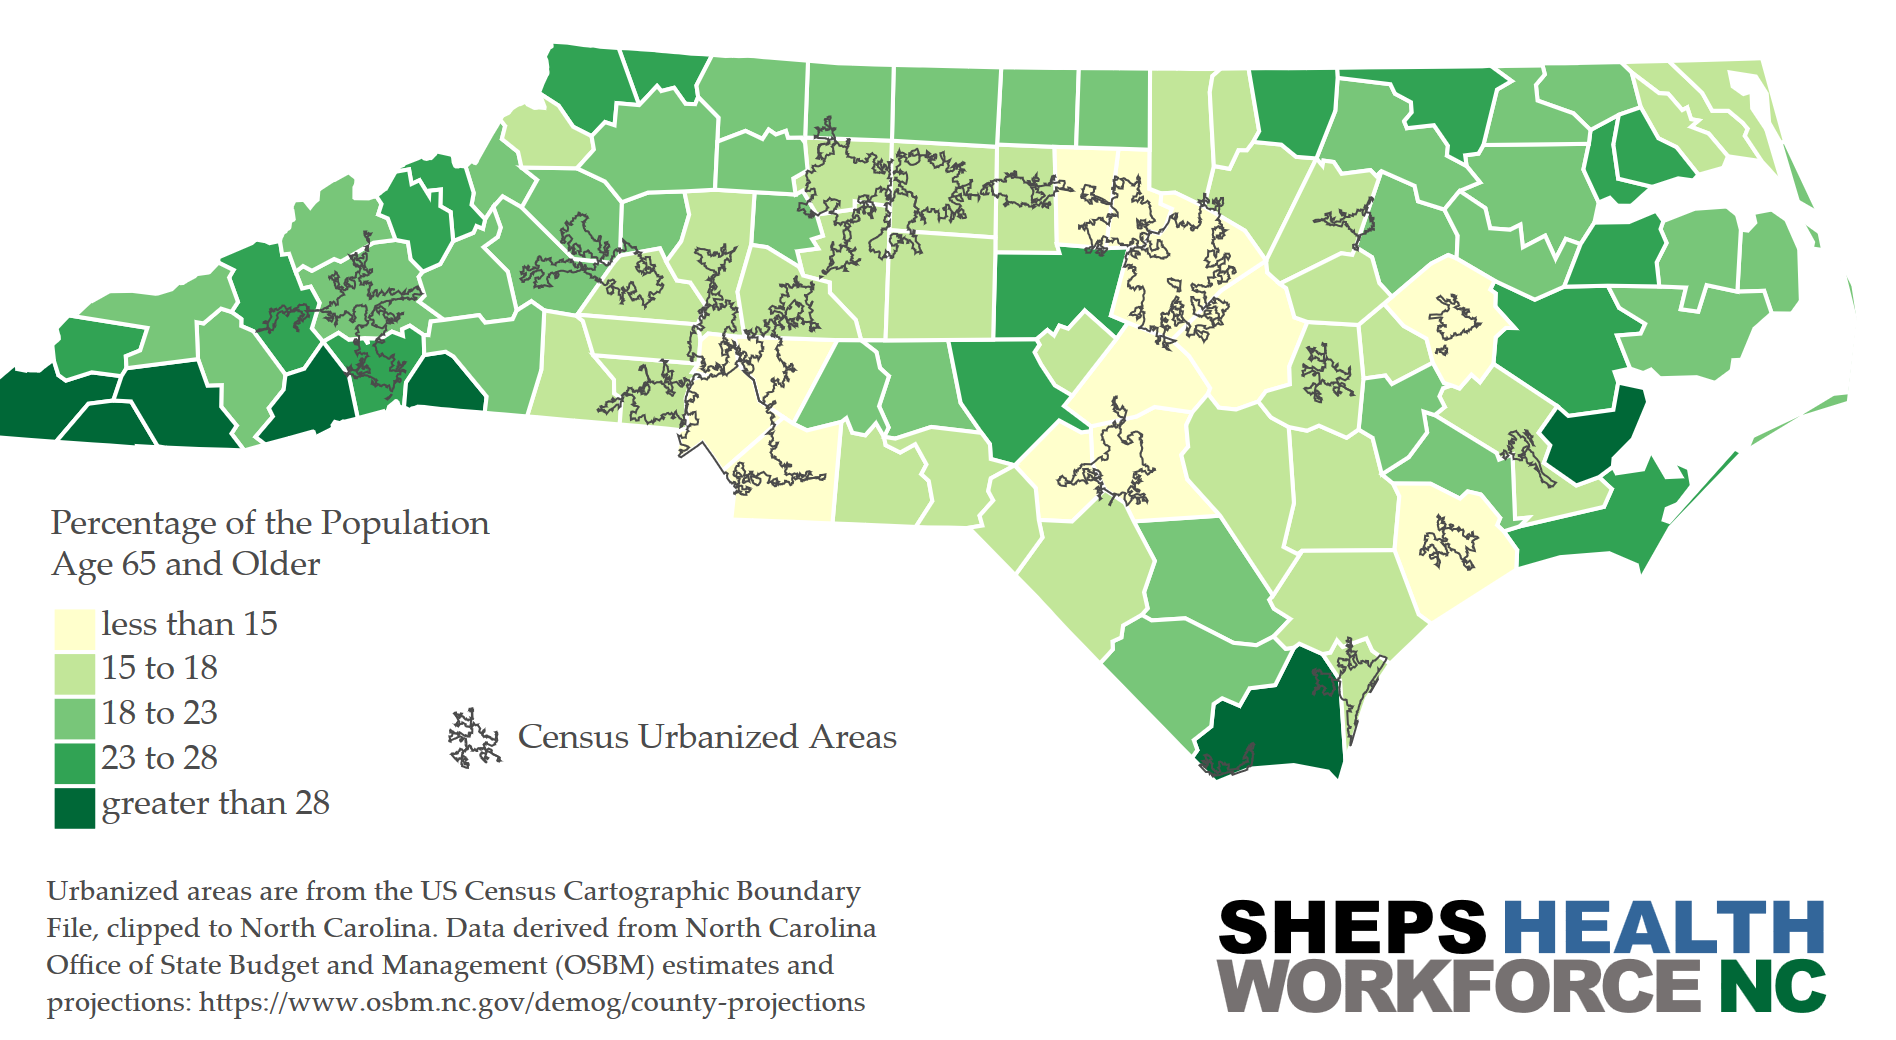 Percentage of the Population
Age 65 and Older
less than 15
15 to 18
18 to 23
23 to 28
greater than 28
Census Urbanized Areas
Urbanized areas are from the US Census Cartographic Boundary
File, clipped to North Carolina. Data derived from North Carolina
Office of State Budget and Management (OSBM) estimates and
projections: https://www.osbm.nc.gov/demog/county-projections
SHEPS HEALTH
WORKFORCE NC